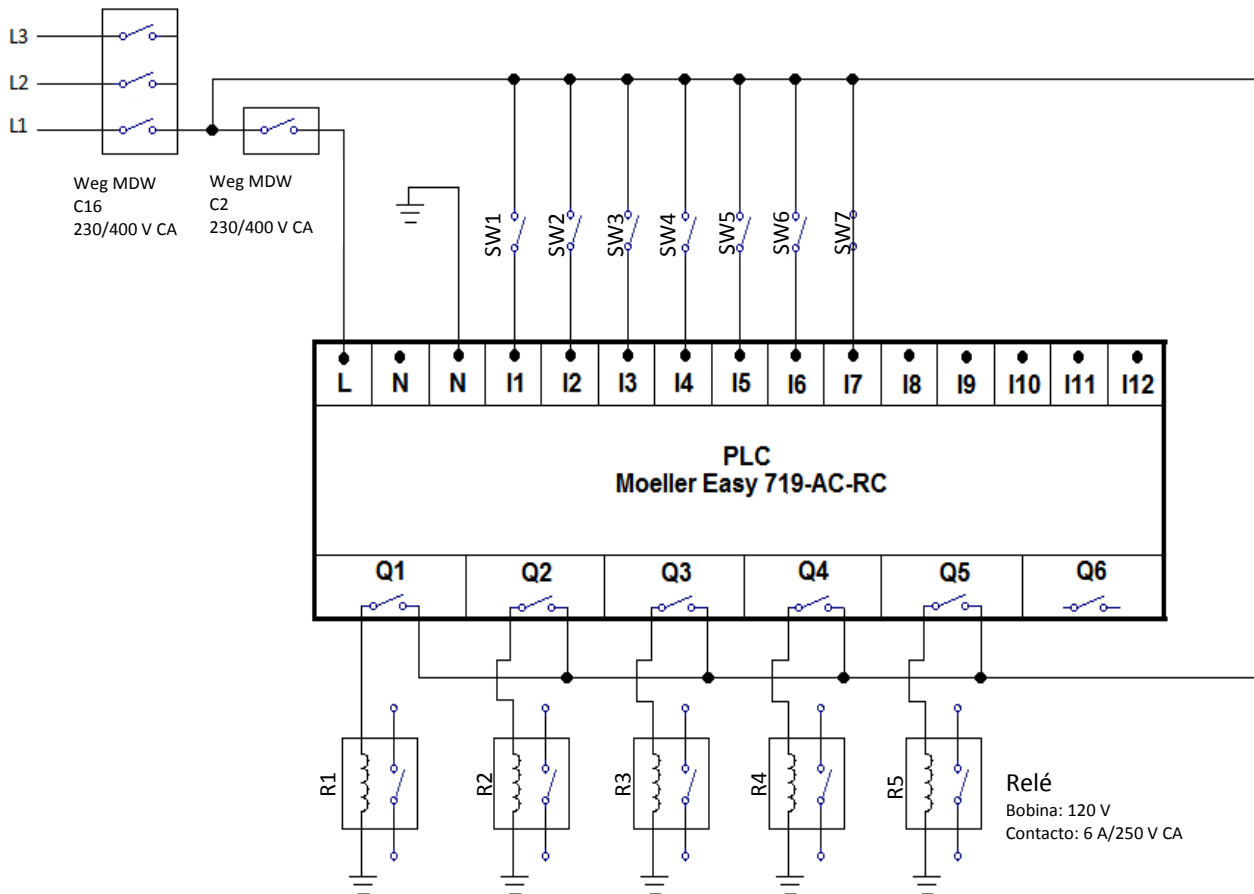 L3
L2
L1
Weg MDW
C16
230/400 V CA
Weg MDW
C2
230/400 V CA
SW1
SW2
SW3
SW4
SW5
SW6
SW7
L N N I1 I2 I3 I4 I5 I6 I7 I8 I9 I10 I11 I12
PLC
Moeller Easy 719-AC-RC
Q1 Q2 Q3 Q4 Q5 Q6
R1
R2
R3
R4
R5
Relé
Bobina: 120 V
Contacto: 6 A/250 V CA